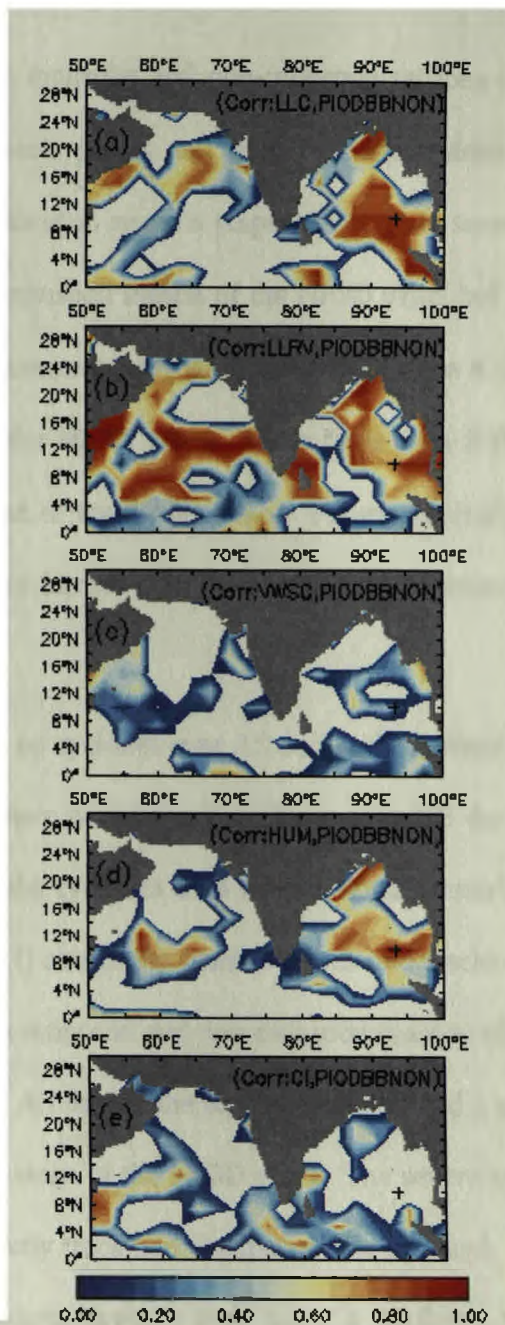 50°E 60°E 70°E 80°E 90°E 100°E
(Corr:LLC,PIODBBNON)
28°N
24°N
20°N
(a)
16°N
12°N
8°N
4°N
0°
50°E 60°E 70°E 80°E 90°E 100°E
(Corr:LLRV,PIODBBNON)
28°N
24°N
20°N
(b)
16°N
12°N
8°N
4°N
0°
50°E 60°E 70°E 80°E 90°E 100°E
(Corr:VWSC,PIODBBNON)
28°N
24°N
20°N
(c)
16°N
12°N
8°N
4°N
0°
50°E 60°E 70°E 80°E 90°E 100°E
(Corr:HUM,PIODBBNON)
28°N
24°N
20°N
(d)
16°N
12°N
8°N
4°N
0°
50°E 60°E 70°E 80°E 90°E 100°E
(Corr:CI,PIODBBNON)
28°N
24°N
20°N
(e)
16°N
12°N
8°N
4°N
0°
0.00 0.20 0.40 0.60 0.80 1.00